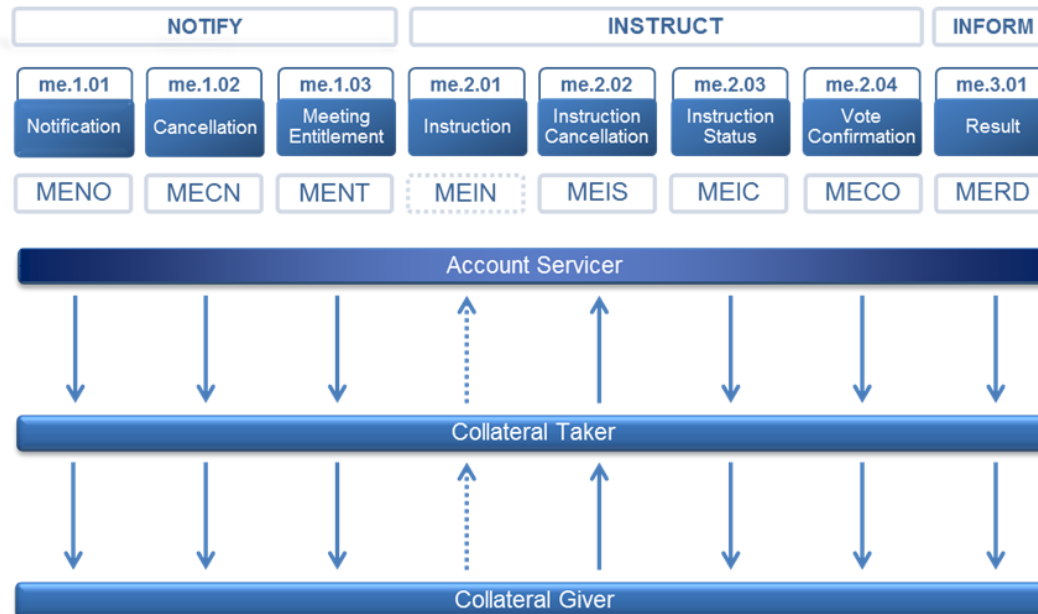 NOTIFY INSTRUCT INFORM
me.1.01 me.1.02 me.1.03 me.2.01 me.2.02 me.2.03 me.2.04 me.3.01
Notification Cancellation Meeting Entitlement Instruction Instruction Cancellation Instruction Status Vote Confirmation Result
MENO MECN MENT MEIN MEIS MEIC MECO MERD
Account Servicer
Collateral Taker
Collateral Giver